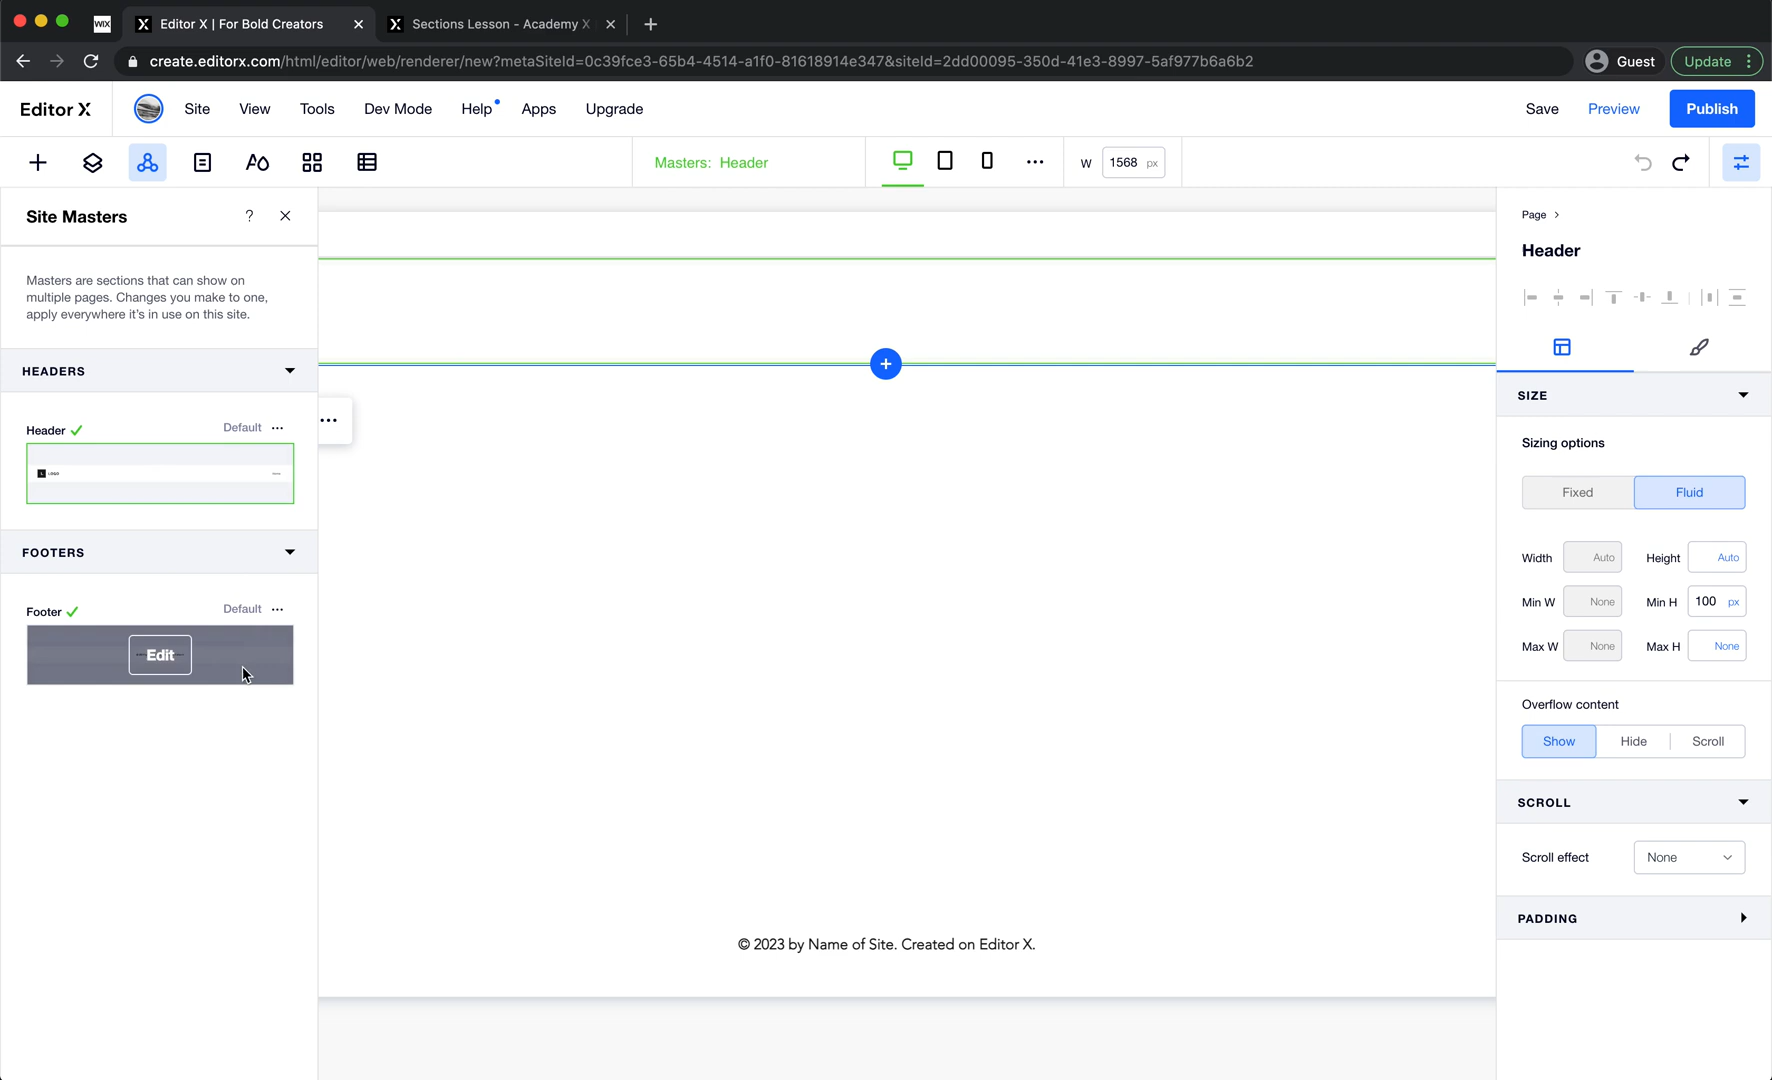 WIX
X Editor X | For Bold Creators
X Sections Lesson - Academy X
create.editorx.com/html/editor/web/renderer/new?metaSiteId=0c39fce3-65b4-4514-a1f0-81618914e347&siteId=2dd00095-350d-41e3-8997-5af977b6a6b2
Guest
Update
Editor X
Site
View
Tools
Dev Mode
Help
Apps
Upgrade
Save
Preview
Publish
Masters: Header
W 1568 px
Site Masters
?
Masters are sections that can show on
multiple pages. Changes you make to one,
apply everywhere it's in use on this site.
HEADERS
Header
Default
LOGO
FOOTERS
Footer
Default
Edit
© 2023 by Name of Site. Created on Editor X.
Page >
Header
SIZE
Sizing options
Fixed
Fluid
Width Auto Height Auto
Min W None Min H 100 px
Max W None Max H None
Overflow content
Show
Hide
Scroll
SCROLL
Scroll effect None
PADDING